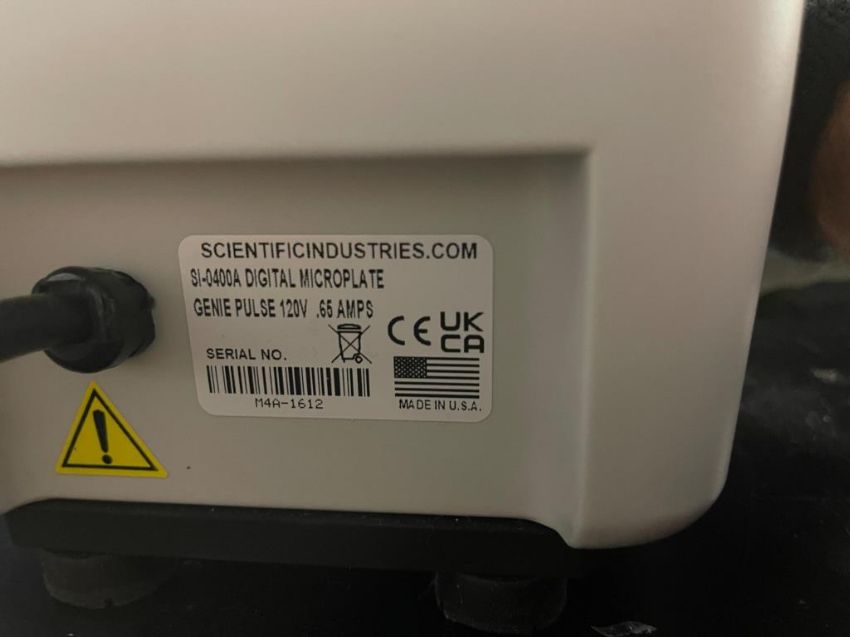 SCIENTIFICINDUSTRIES.COM
SI-0400A DIGITAL MICROPLATE
GENIE PULSE 120V .65 AMPS
CE UK
CA
SERIAL NO.
M4A-1612
MADE IN U.S.A.